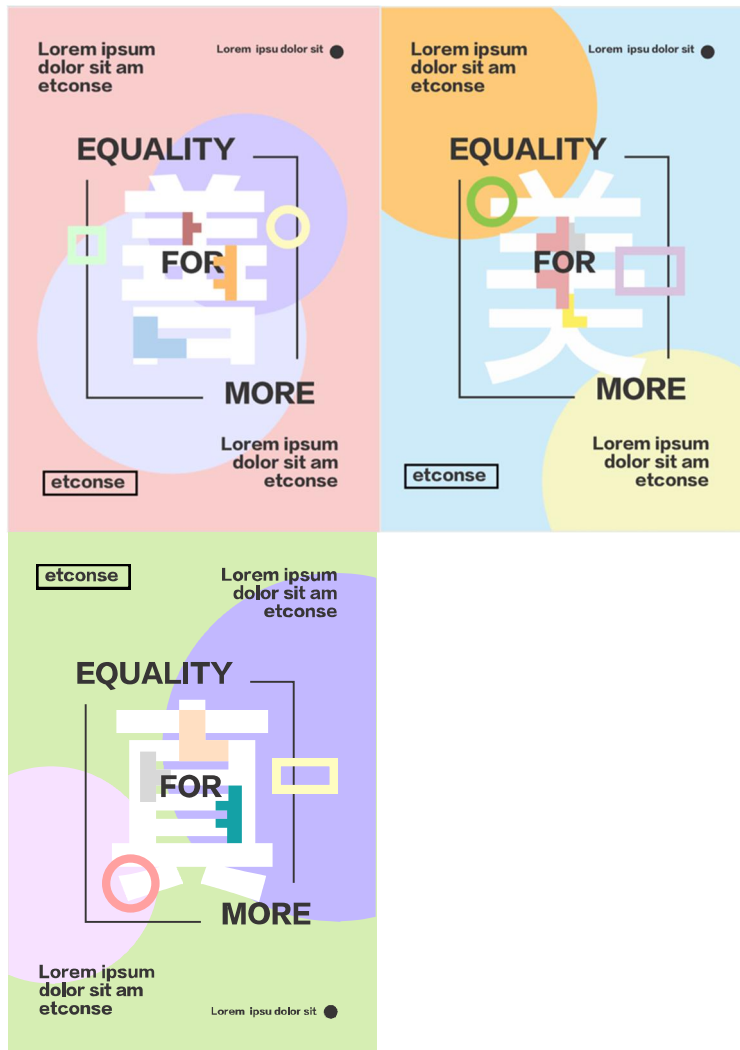 Lorem ipsum
dolor sit am
etconse
Lorem ipsu dolor sit
EQUALITY
善
FOR
MORE
Lorem ipsum
dolor sit am
etconse
etconse
Lorem ipsum
dolor sit am
etconse
Lorem ipsu dolor sit
EQUALITY
美
FOR
MORE
Lorem ipsum
dolor sit am
etconse
etconse
etconse
Lorem ipsum
dolor sit am
etconse
EQUALITY
真
FOR
MORE
Lorem ipsum
dolor sit am
etconse
Lorem ipsu dolor sit